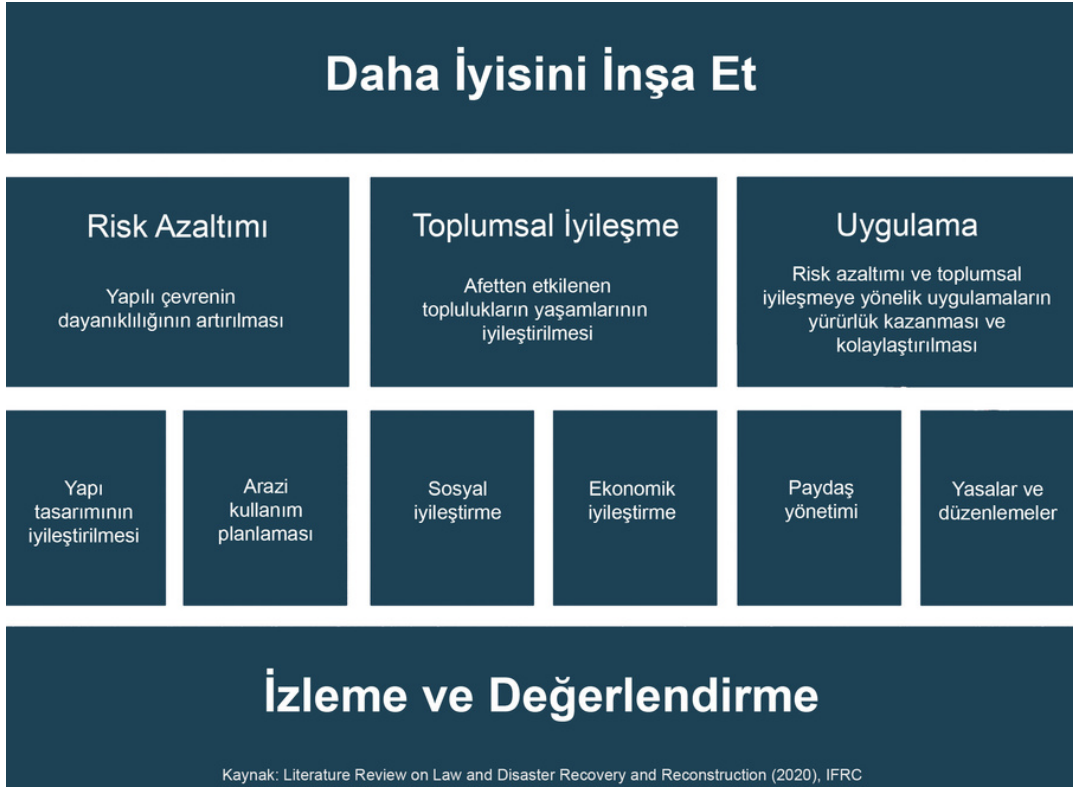 Daha İyisini İnşa Et
Risk Azaltımı
Yapılı çevrenin
dayanıklılığının artırılması
Toplumsal İyileşme
Afetten etkilenen
toplulukların yaşamlarının
iyileştirilmesi
Uygulama
Risk azaltımı ve toplumsal
iyileşmeye yönelik uygulamaların
yürürlük kazanması ve
kolaylaştırılması
Yapı
tasarımının
iyileştirilmesi
Arazi
kullanım
planlaması
Sosyal
iyileştirme
Ekonomik
iyileştirme
Paydaş
yönetimi
Yasalar ve
düzenlemeler
İzleme ve Değerlendirme
Kaynak: Literature Review on Law and Disaster Recovery and Reconstruction (2020), IFRC